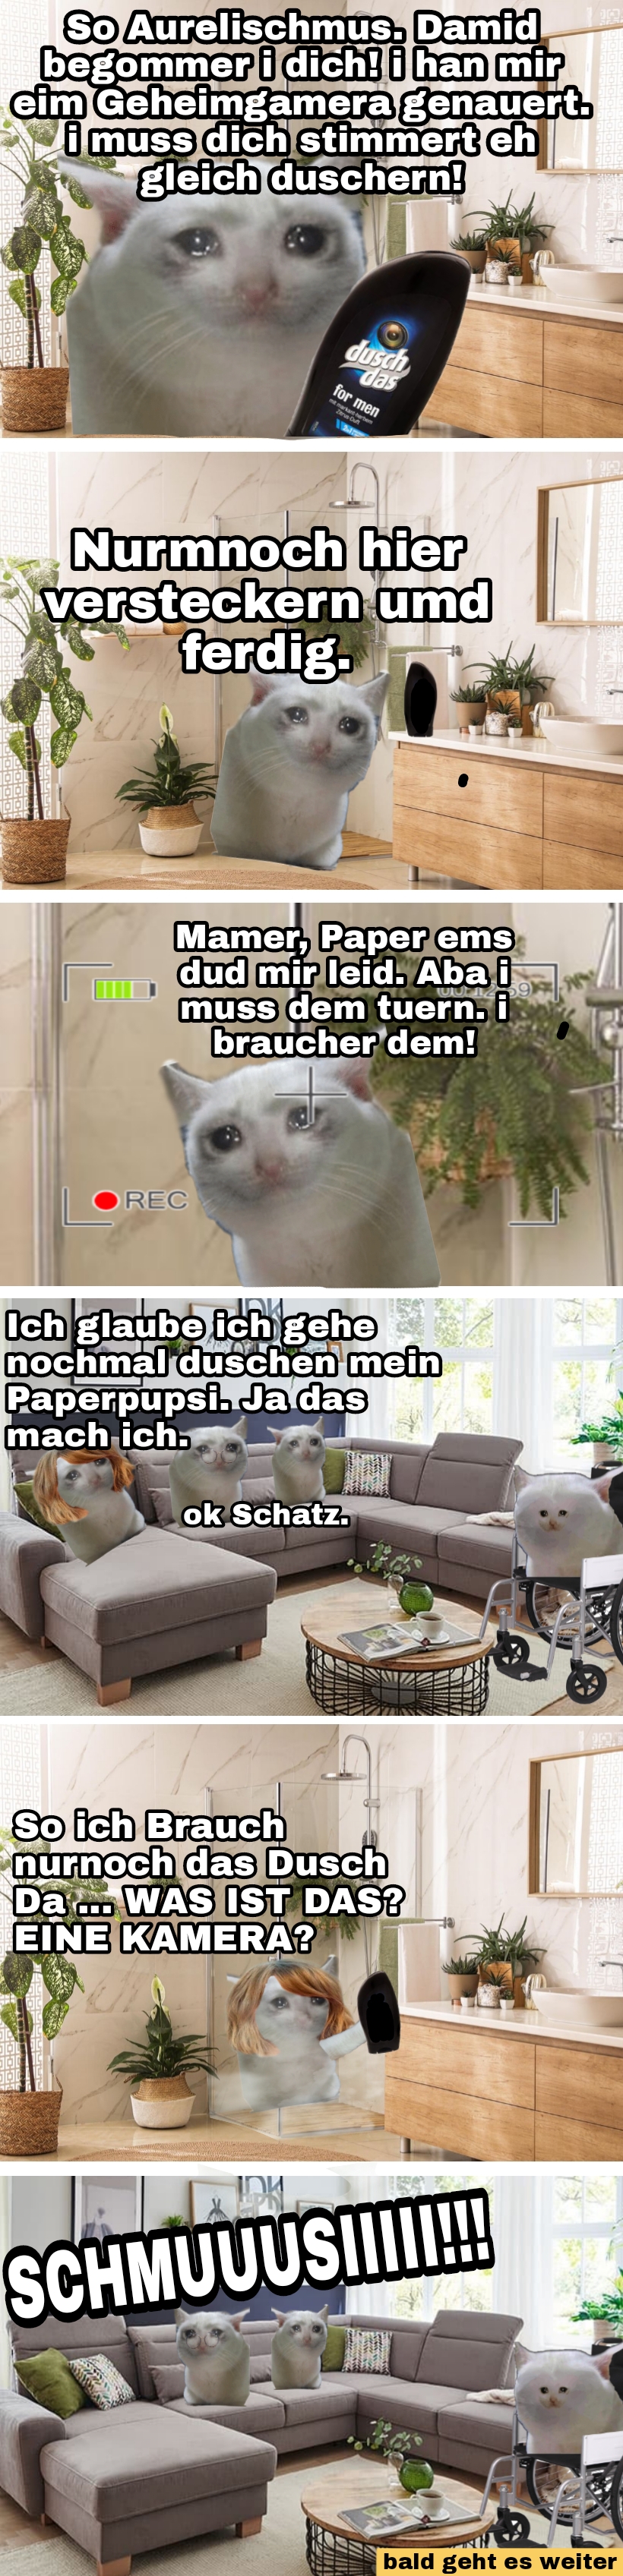 So Aurelischmus. Damid
begommer i dich! i han mir
eim Geheimgamera genauert.
i muss dich stimmert eh
gleich duschern!
dusch
das
for men
Nurmnoch hier
versteckern umd
ferdig.
Mamer, Paper ems
dud mir leid. Aba i
muss dem tuern. i
braucher dem!
REC
Ich glaube ich gehe
nochmal duschen mein
Paperpupsi. Ja das
mach ich.
ok Schatz.
So ich Brauch
nurnoch das Dusch
Da ... WAS IST DAS?
EINE KAMERA?
SCHMUUUSIIIII!!!
bald geht es weiter